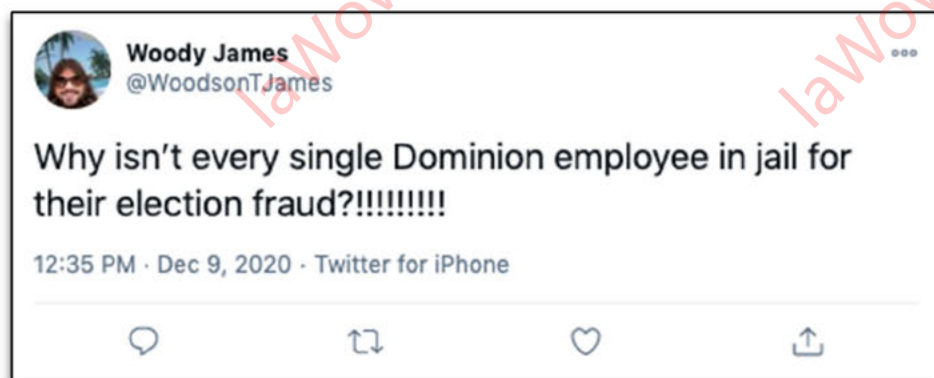 Woody James
@WoodsonTJames
Why isn't every single Dominion employee in jail for
their election fraud?!!!!!!!!!
12:35 PM · Dec 9, 2020 · Twitter for iPhone